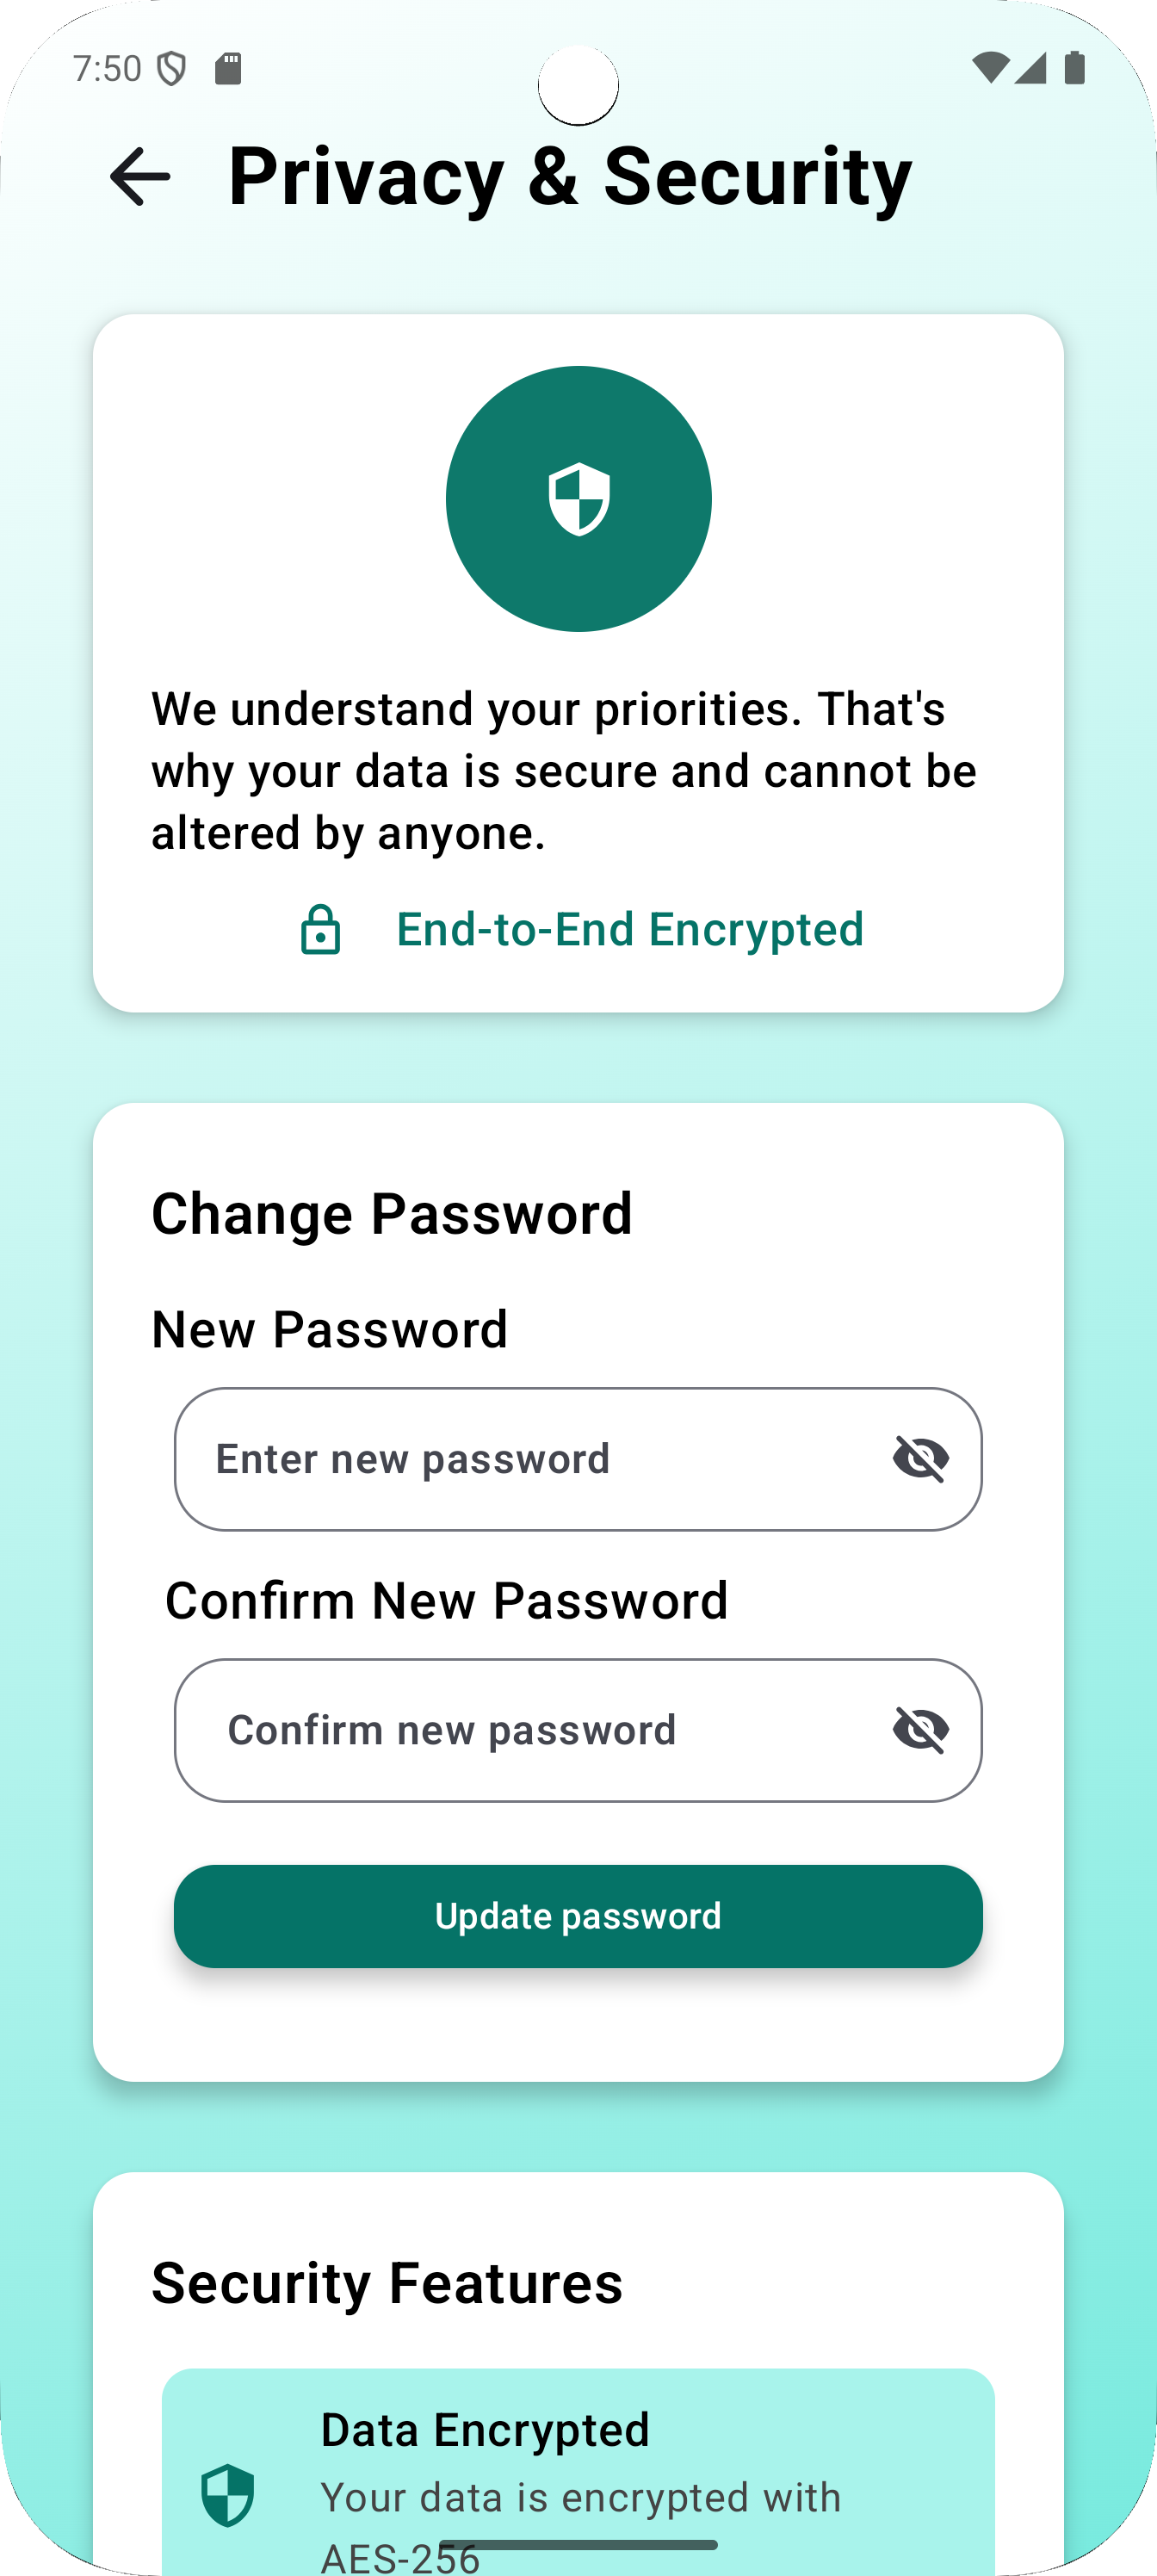 7:50
Privacy & Security
We understand your priorities. That's
why your data is secure and cannot be
altered by anyone.
End-to-End Encrypted
Change Password
New Password
Enter new password
Confirm New Password
Confirm new password
Update password
Security Features
Data Encrypted
Your data is encrypted with
AES-256